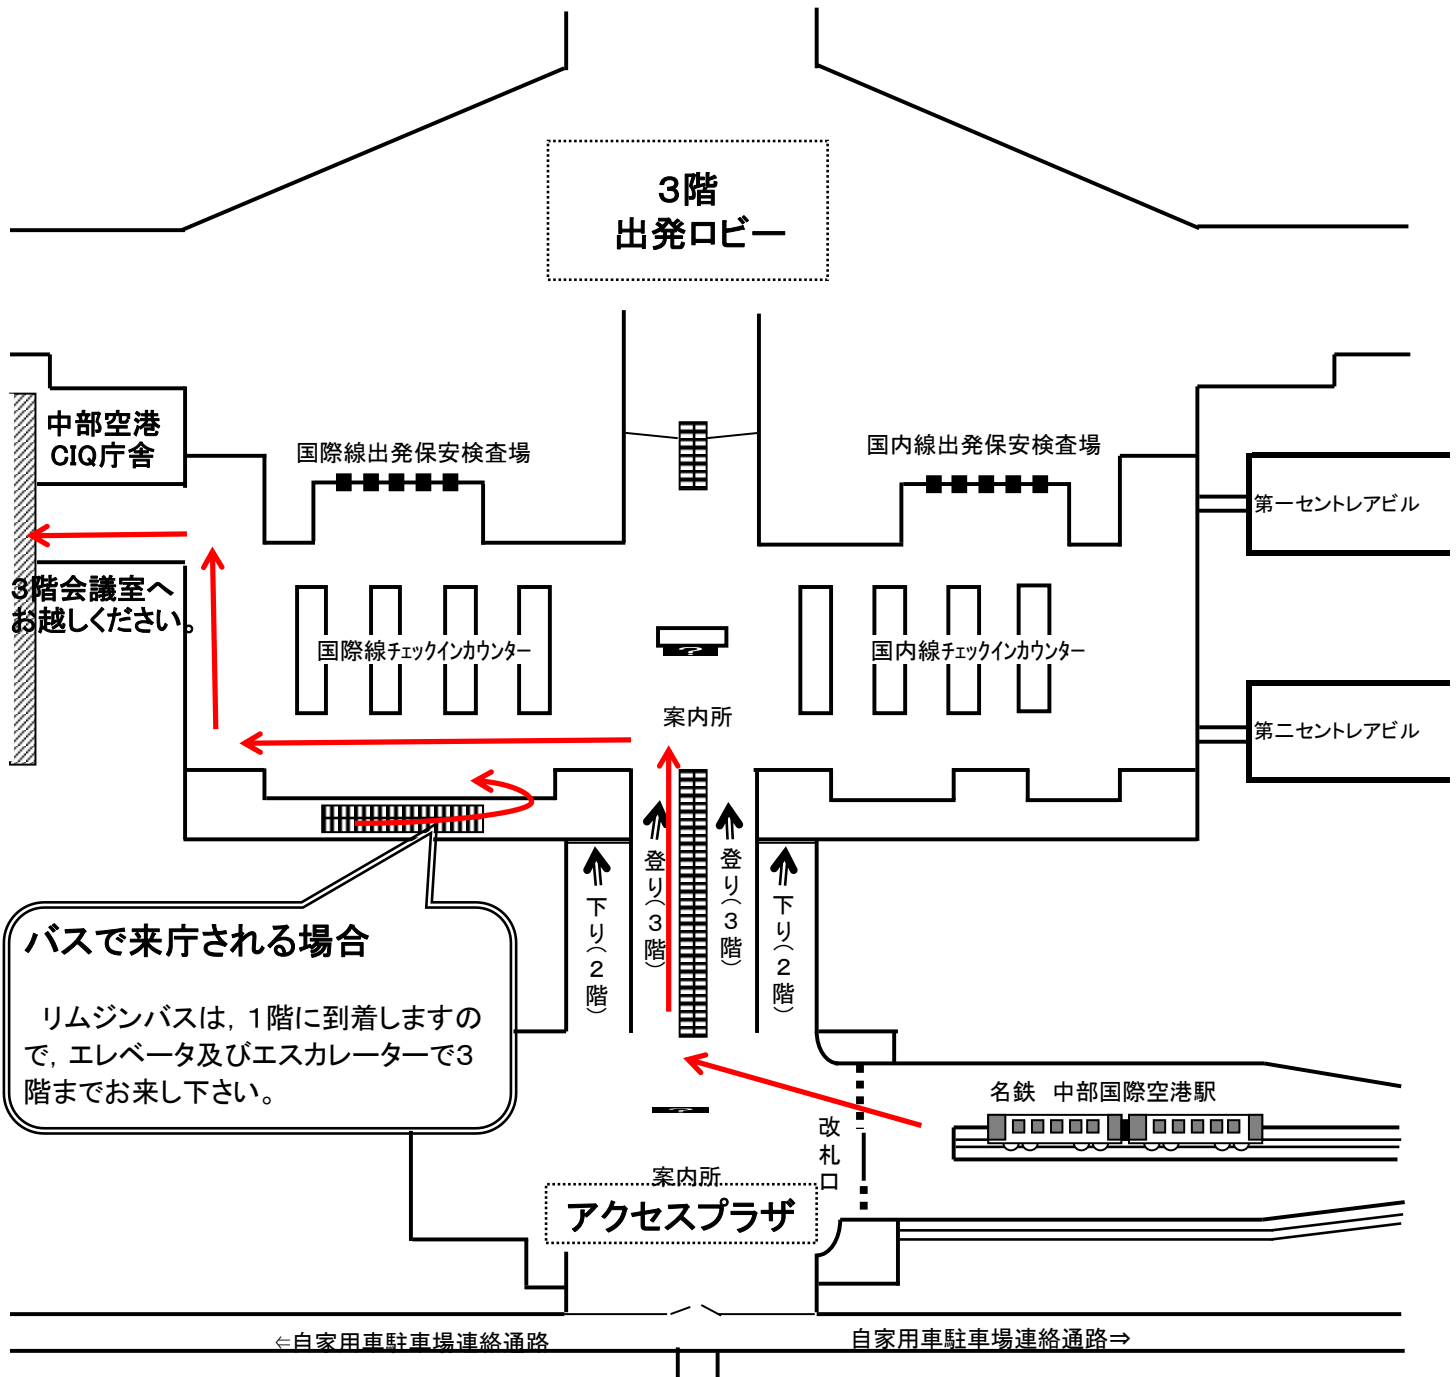 3階
出発ロビー
中部空港
CIQ庁舎
国際線出発保安検査場
国内線出発保安検査場
第一セントレアビル
3階会議室へ
お越しください。
国際線チェックインカウンター
?
国内線チェックインカウンター
案内所
第二セントレアビル
下り(2階)
登り(3階)
登り(3階)
下り(2階)
バスで来庁される場合
リムジンバスは，1階に到着しますの
で，エレベータ及びエスカレーターで3
階までお来し下さい。
名鉄 中部国際空港駅
改札口
?
案内所
アクセスプラザ
⇐自家用車駐車場連絡通路
自家用車駐車場連絡通路⇒